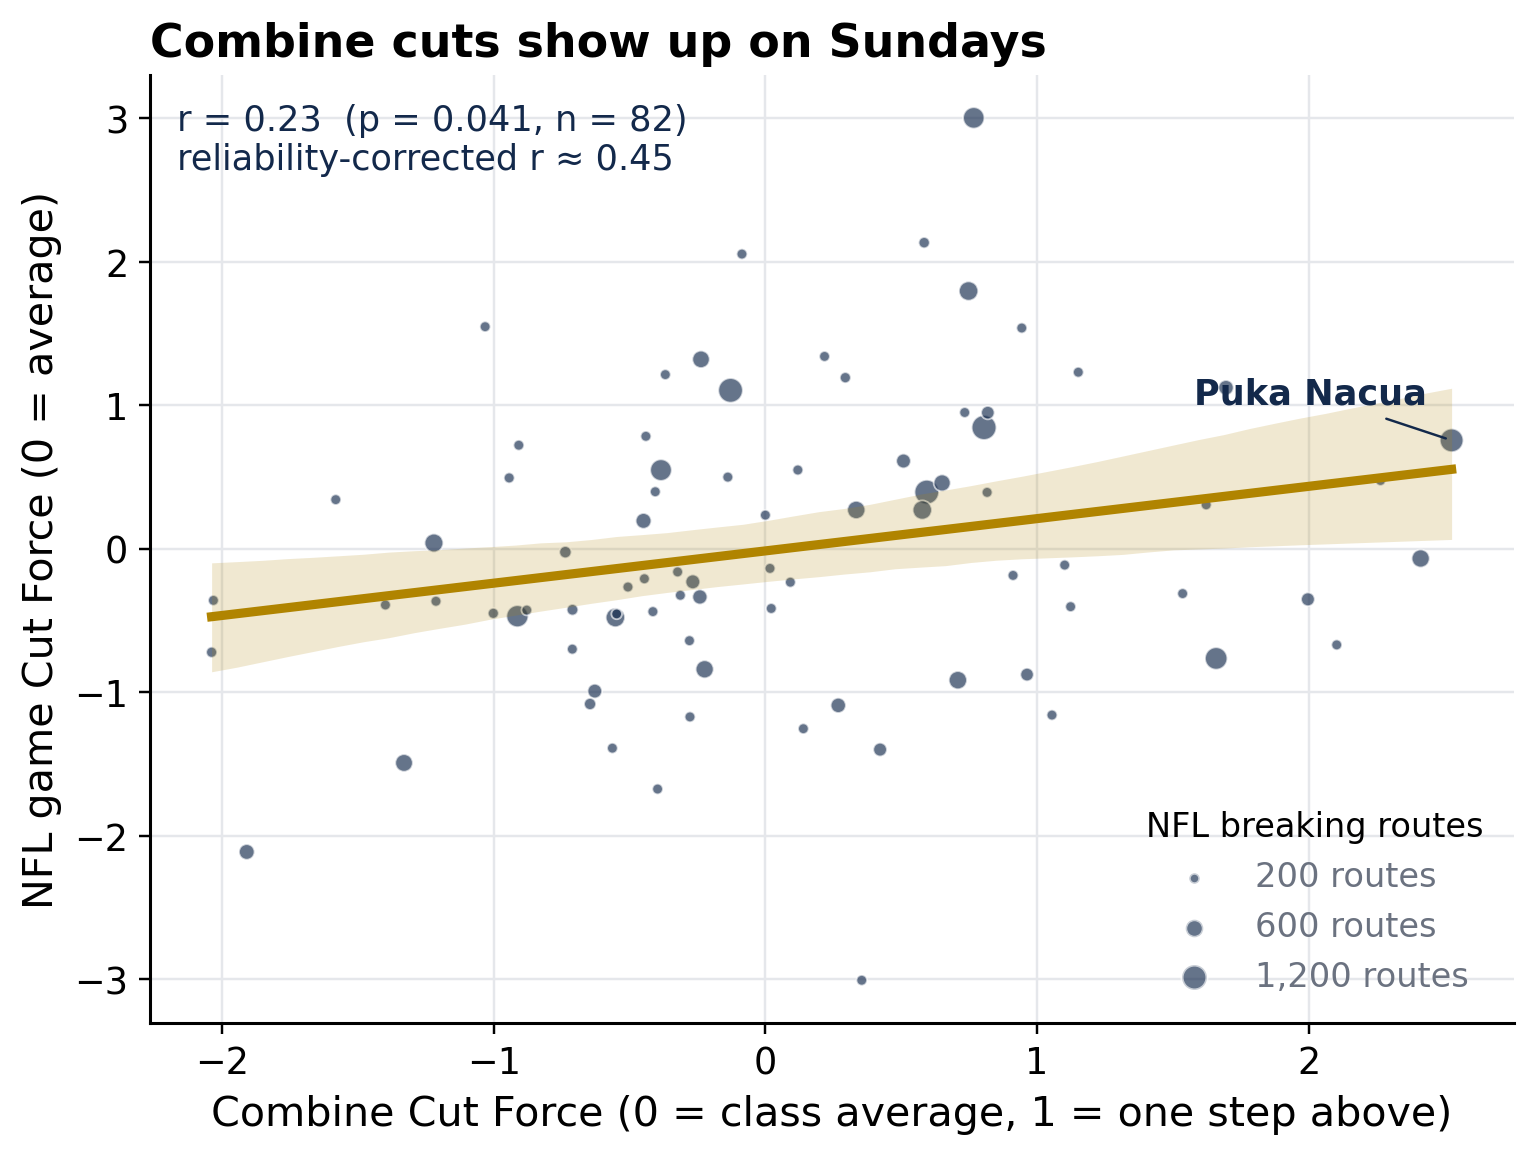 Combine cuts show up on Sundays
r = 0.23 (p = 0.041, n = 82)
reliability-corrected r ≈ 0.45
NFL game Cut Force (0 = average)
3
2
1
0
−1
−2
−3
Puka Nacua
NFL breaking routes
200 routes
600 routes
1,200 routes
−2
−1
0
1
2
Combine Cut Force (0 = class average, 1 = one step above)